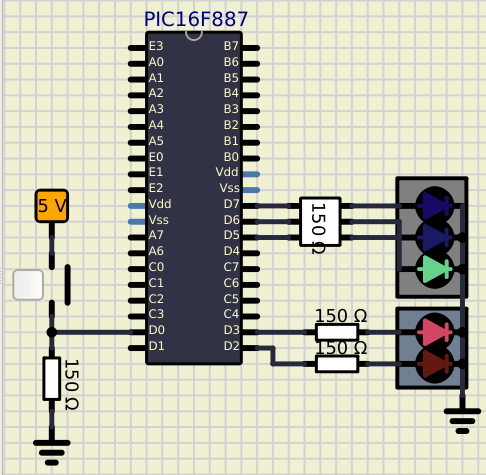 PIC16F887
E3 B7
A0 B6
A1 B5
A2 B4
A3 B3
A4 B2
A5 B1
E0 B0
E1 Vdd
E2 Vss
Vdd D7
Vss D6
A7 D5
A6 D4
C0 C7
C1 C6
C2 C5
C3 C4
D0 D3
D1 D2
5 V
150 Ω
150 Ω
150 Ω
150 Ω